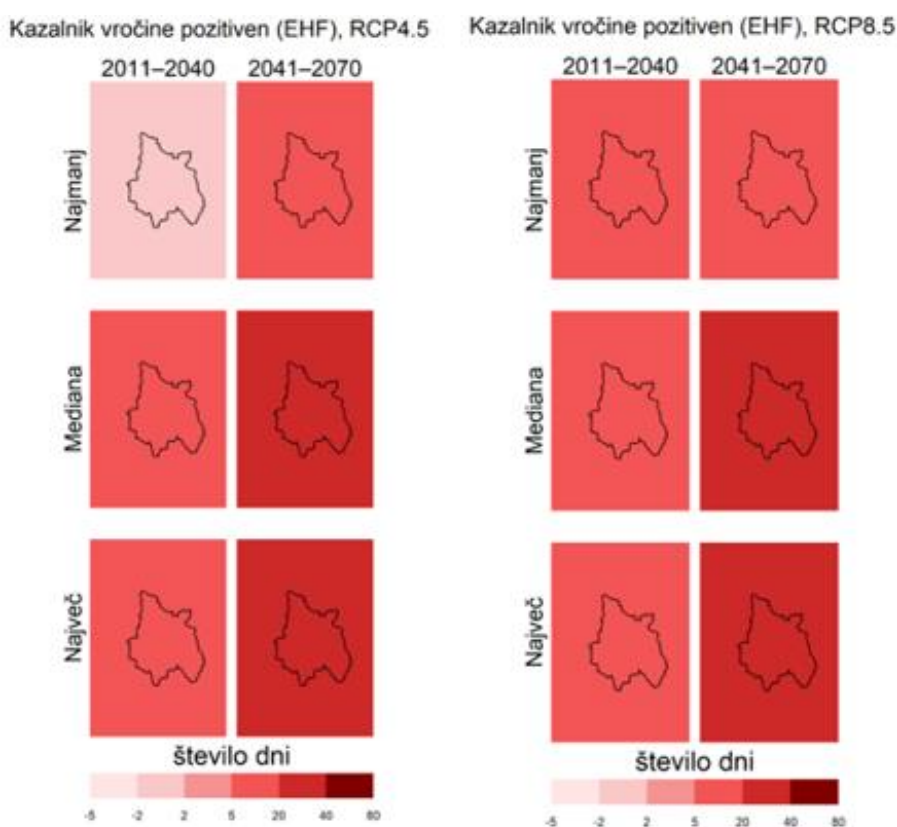 Kazalnik vročine pozitiven (EHF), RCP4.5
2011–2040 2041–2070
Najmanj
Mediana
Največ
število dni
-5 -2 2 5 20 40 80
Kazalnik vročine pozitiven (EHF), RCP8.5
2011–2040 2041–2070
Najmanj
Mediana
Največ
število dni
-5 -2 2 5 20 40 80